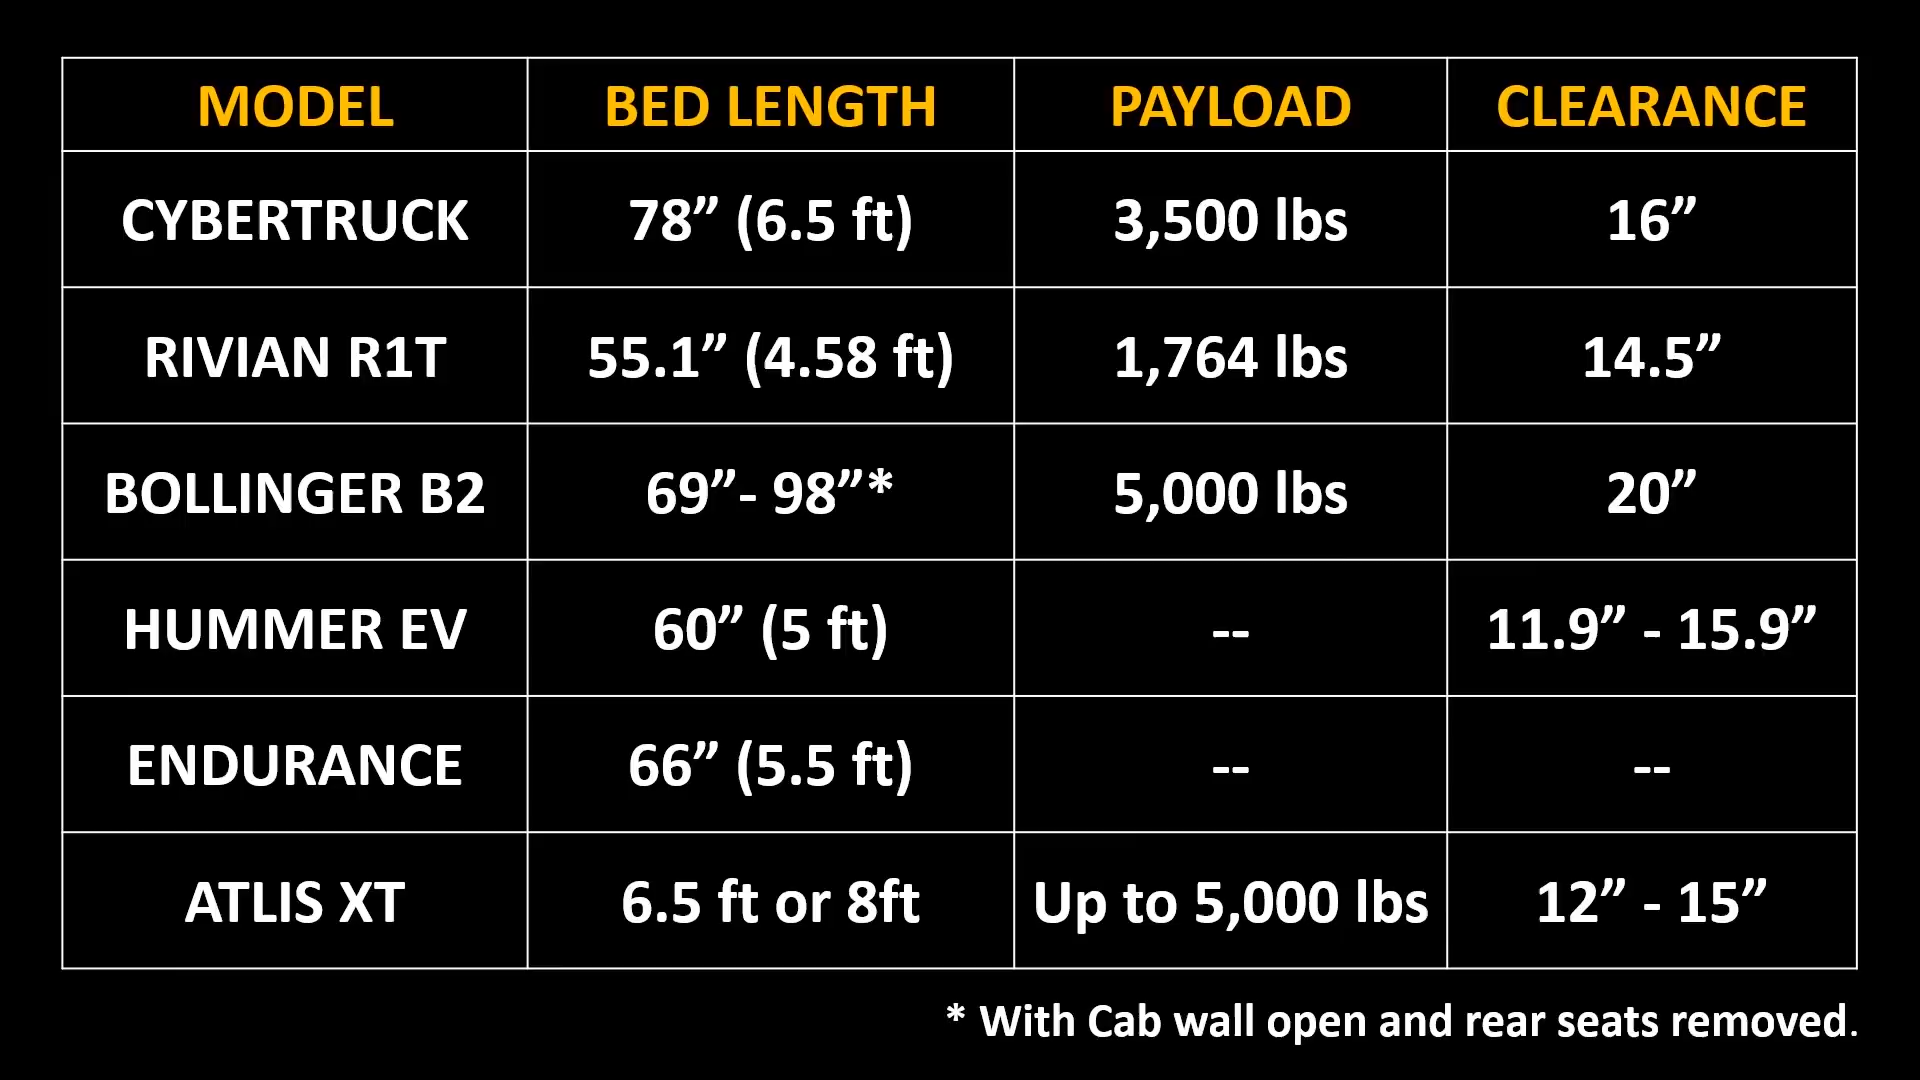 MODEL BED LENGTH PAYLOAD CLEARANCE
CYBERTRUCK 78” (6.5 ft) 3,500 lbs 16”
RIVIAN R1T 55.1” (4.58 ft) 1,764 lbs 14.5”
BOLLINGER B2 69”- 98”* 5,000 lbs 20”
HUMMER EV 60” (5 ft) -- 11.9” - 15.9”
ENDURANCE 66” (5.5 ft) -- --
ATLIS XT 6.5 ft or 8ft Up to 5,000 lbs 12” - 15”
* With Cab wall open and rear seats removed.